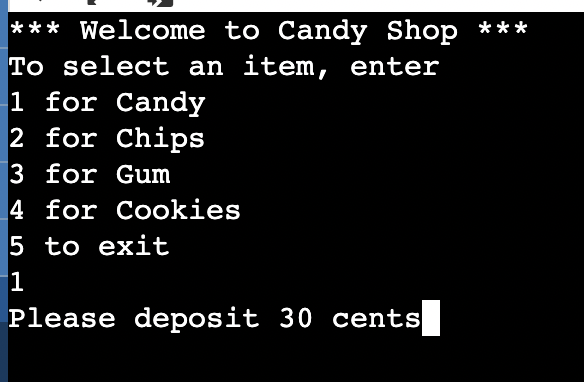 *** Welcome to Candy Shop ***
To select an item, enter
1 for Candy
2 for Chips
3 for Gum
4 for Cookies
5 to exit
1
Please deposit 30 cents